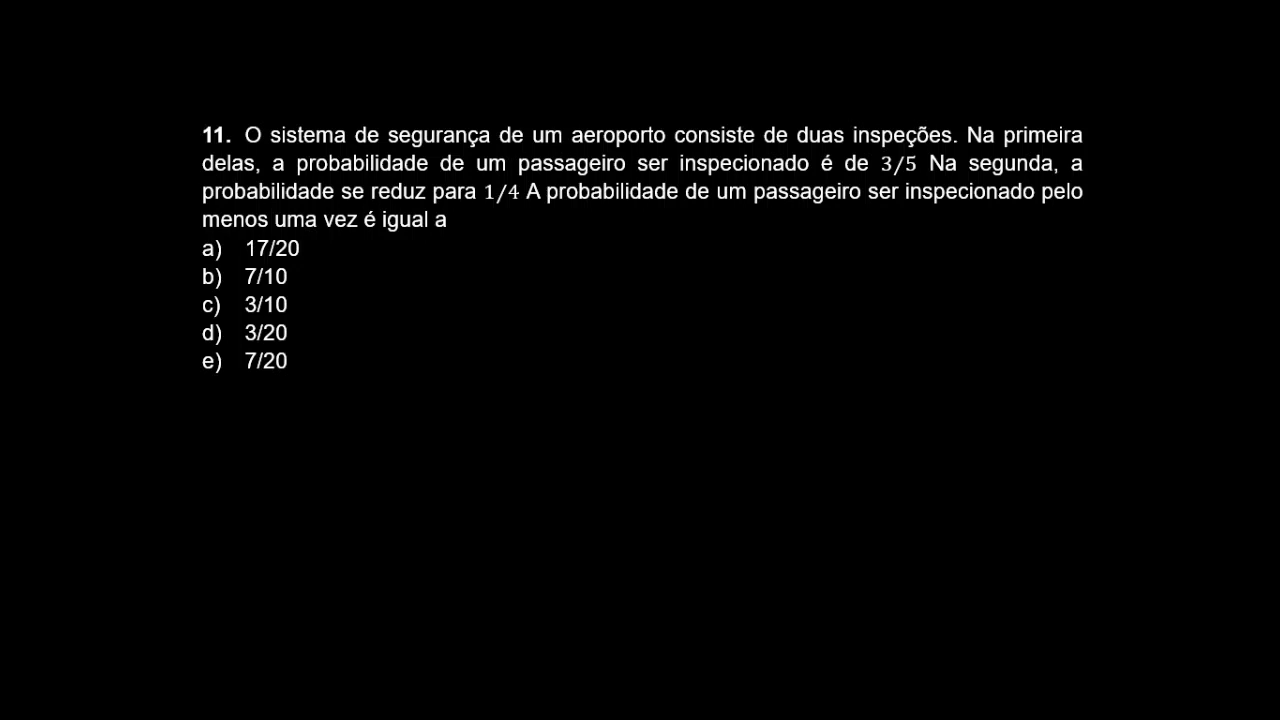 11. O sistema de segurança de um aeroporto consiste de duas inspeções. Na primeira
delas, a probabilidade de um passageiro ser inspecionado é de 3/5 Na segunda, a
probabilidade se reduz para 1/4 A probabilidade de um passageiro ser inspecionado pelo
menos uma vez é igual a
a) 17/20
b) 7/10
c) 3/10
d) 3/20
e) 7/20